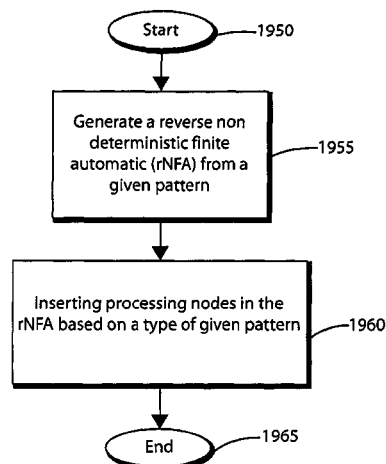 Start
1950
Generate a reverse non
deterministic finite
automatic (rNFA) from a
given pattern
1955
Inserting processing nodes in the
rNFA based on a type of given pattern
1960
End
1965